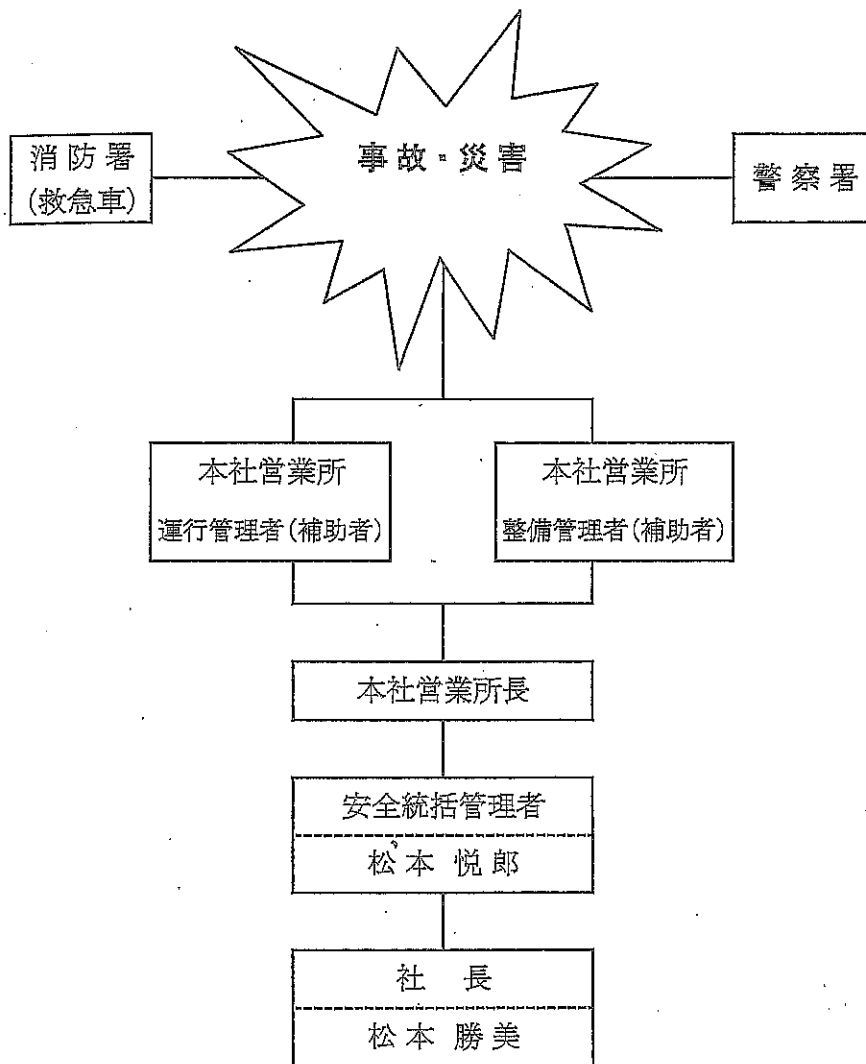 事故・災害
消防署
(救急車)
警察署
本社営業所
運行管理者(補助者)
本社営業所
整備管理者(補助者)
本社営業所長
安全統括管理者
松本 悦郎
社 長
松本 勝美